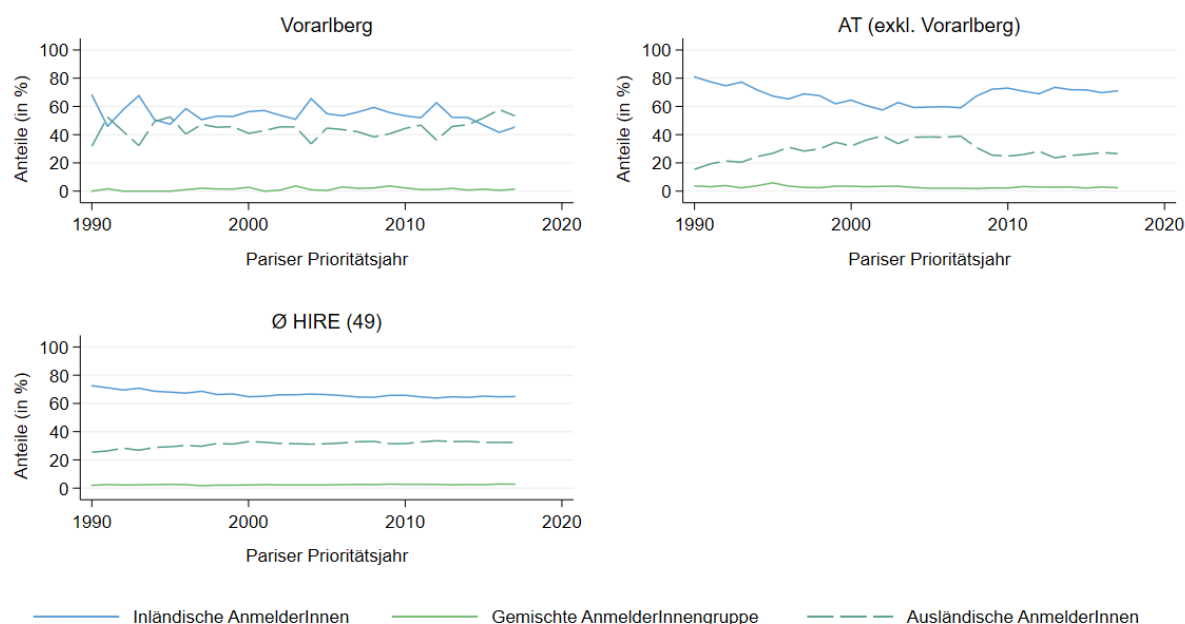 Vorarlberg
100
80
60
40
20
0
Anteile (in %)
1990 2000 2010 2020
Pariser Prioritätsjahr
AT (exkl. Vorarlberg)
100
80
60
40
20
0
Anteile (in %)
1990 2000 2010 2020
Pariser Prioritätsjahr
Ø HIRE (49)
100
80
60
40
20
0
Anteile (in %)
1990 2000 2010 2020
Pariser Prioritätsjahr
Inländische AnmelderInnen Gemischte AnmelderInnengruppe Ausländische AnmelderInnen